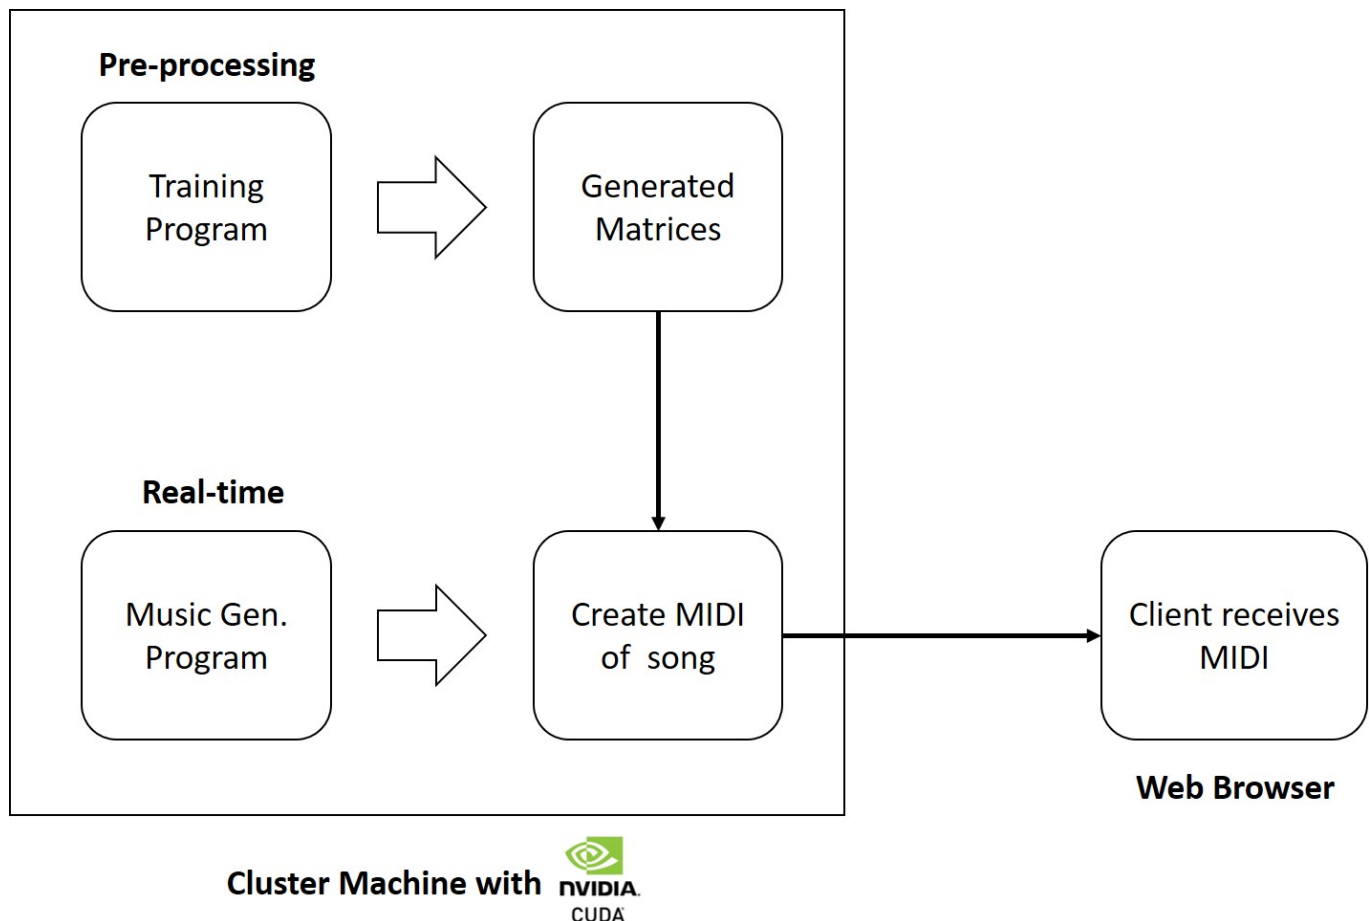 Pre-processing
Training
Program
Generated
Matrices
Real-time
Music Gen.
Program
Create MIDI
of song
Client receives
MIDI
Web Browser
Cluster Machine with
NVIDIA.
CUDA